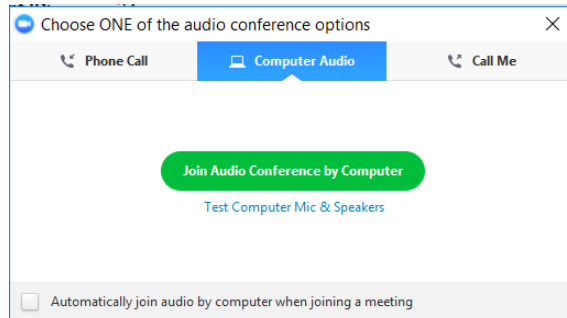 Choose ONE of the audio conference options
Phone Call
Computer Audio
Call Me
Join Audio Conference by Computer
Test Computer Mic & Speakers
Automatically join audio by computer when joining a meeting